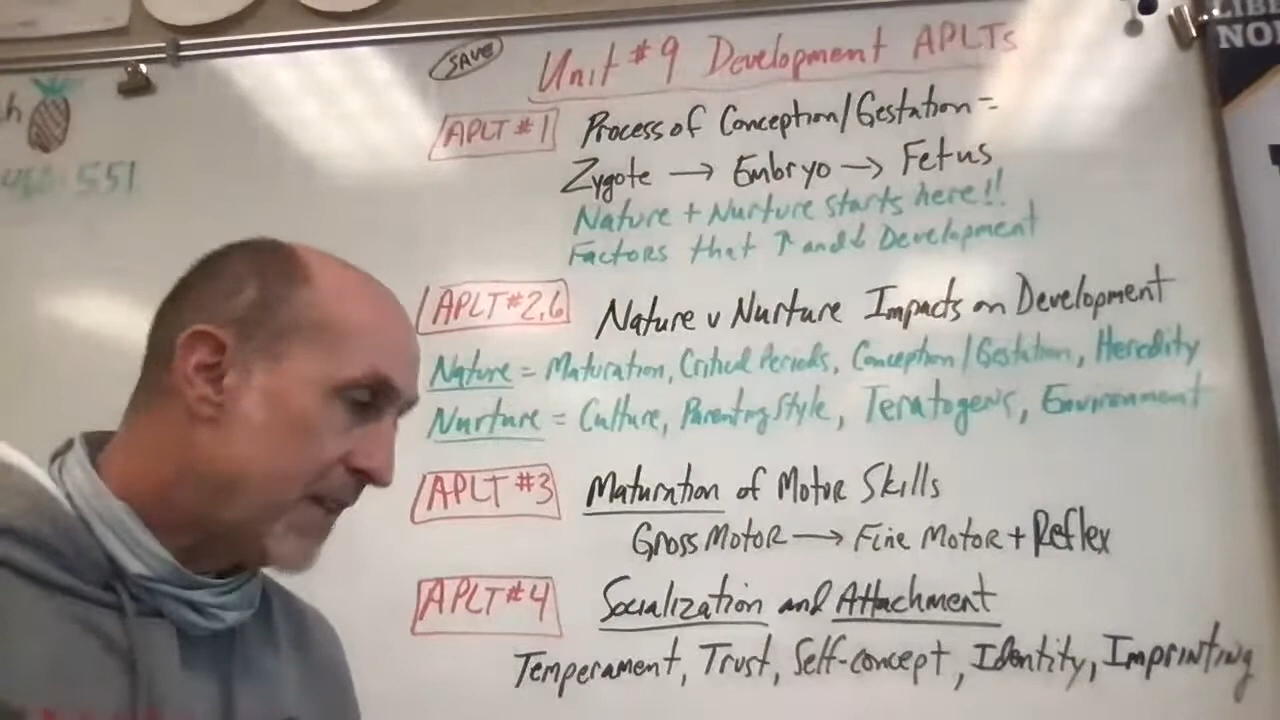 SAVE
Unit #9 Development APLTs
APLT #1 Process of Conception/Gestation =
Zygote → Embryo → Fetus
Nature + Nurture starts here!!
Factors that ↑ and ↓ Development
APLT #2,6 Nature v Nurture Impacts on Development
Nature = Maturation, Critical Periods, Conception/Gestation, Heredity
Nurture = Culture, Parenting Style, Teratogens, Environment
APLT #3 Maturation of Motor Skills
Gross Motor → Fine Motor + Reflex
APLT #4 Socialization and Attachment
Temperament, Trust, Self-concept, Identity, Imprinting
551